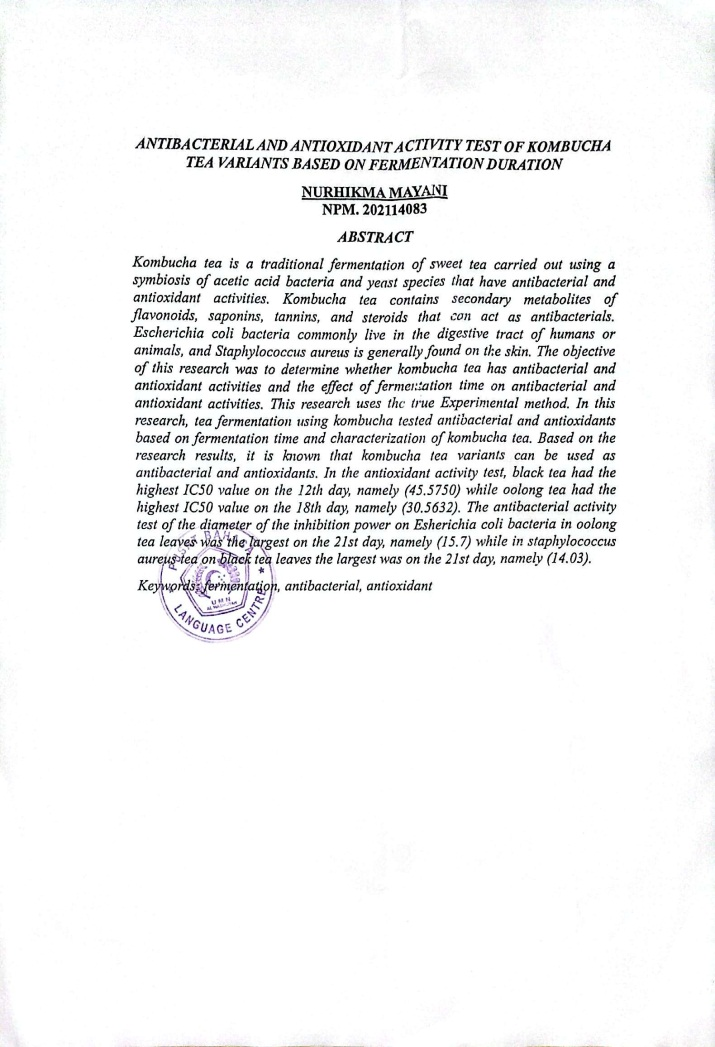 ANTIBACTERIAL AND ANTIOXIDANT ACTIVITY TEST OF KOMBUCHA
TEA VARIANTS BASED ON FERMENTATION DURATION
NURHIKMA MAYANI
NPM. 202114083
ABSTRACT
Kombucha tea is a traditional fermentation of sweet tea carried out using a
symbiosis of acetic acid bacteria and yeast species that have antibacterial and
antioxidant activities. Kombucha tea contains secondary metabolites of
flavonoids, saponins, tannins, and steroids that can act as antibacterials.
Escherichia coli bacteria commonly live in the digestive tract of humans or
animals, and Staphylococcus aureus is generally found on the skin. The objective
of this research was to determine whether kombucha tea has antibacterial and
antioxidant activities and the effect of fermentation time on antibacterial and
antioxidant activities. This research uses the true Experimental method. In this
research, tea fermentation using kombucha tested antibacterial and antioxidants
based on fermentation time and characterization of kombucha tea. Based on the
research results, it is known that kombucha tea variants can be used as
antibacterial and antioxidants. In the antioxidant activity test, black tea had the
highest IC50 value on the 12th day, namely (45.5750) while oolong tea had the
highest IC50 value on the 18th day, namely (30.5632). The antibacterial activity
test of the diameter of the inhibition power on Esherichia coli bacteria in oolong
tea leaves was the largest on the 21st day, namely (15.7) while in staphylococcus
aureus tea on black tea leaves the largest was on the 21st day, namely (14.03).
Keywords: fermentation, antibacterial, antioxidant
PUSAT BAHASA
UMN
LANGUAGE CENTRE